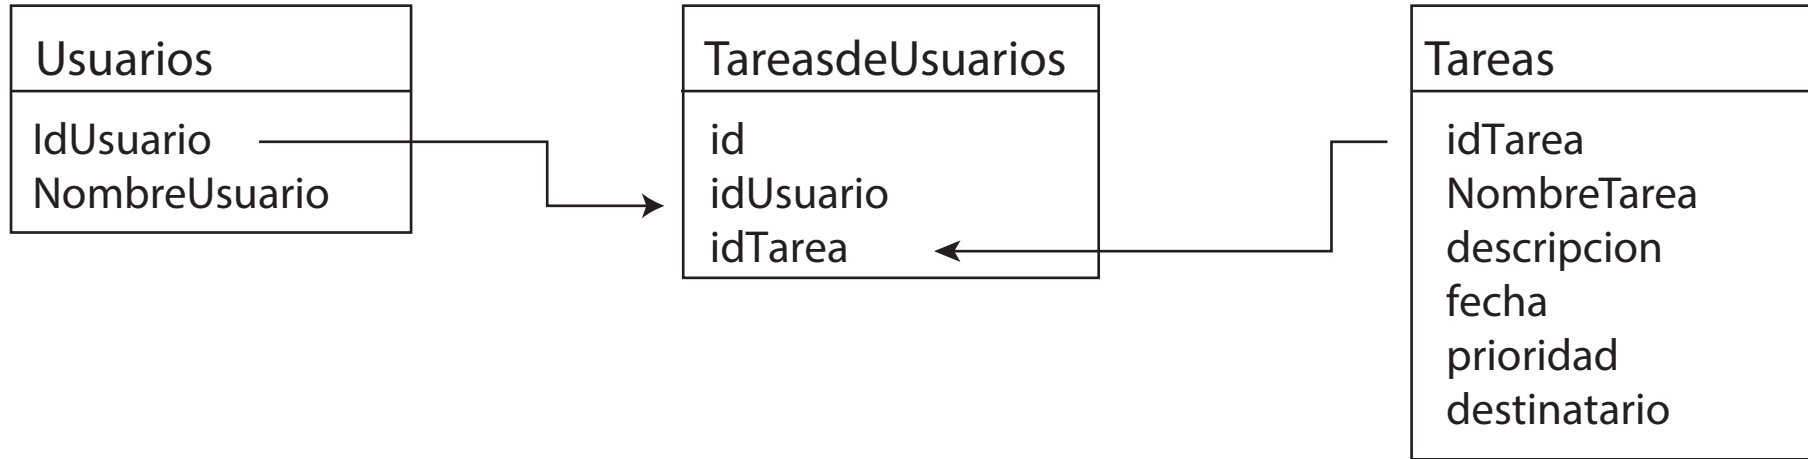 Usuarios
IdUsuario
NombreUsuario
TareasdeUsuarios
id
idUsuario
idTarea
Tareas
idTarea
NombreTarea
descripcion
fecha
prioridad
destinatario